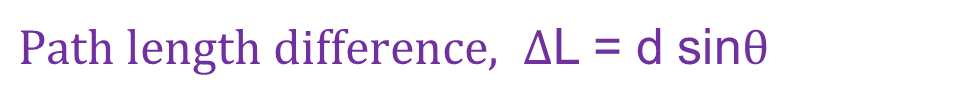 Path length difference, ΔL = d sinθ